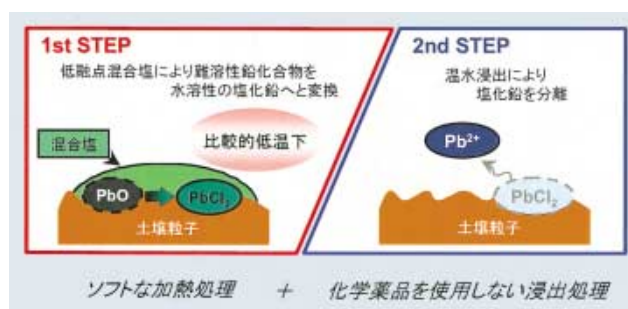 1st STEP
低融点混合塩により難溶性鉛化合物を
水溶性の塩化鉛へと変換
混合塩
比較的低温下
PbO
PbCl₂
土壌粒子
2nd STEP
温水浸出により
塩化鉛を分離
Pb²⁺
PbCl₂
土壌粒子
ソフトな加熱処理 + 化学薬品を使用しない浸出処理